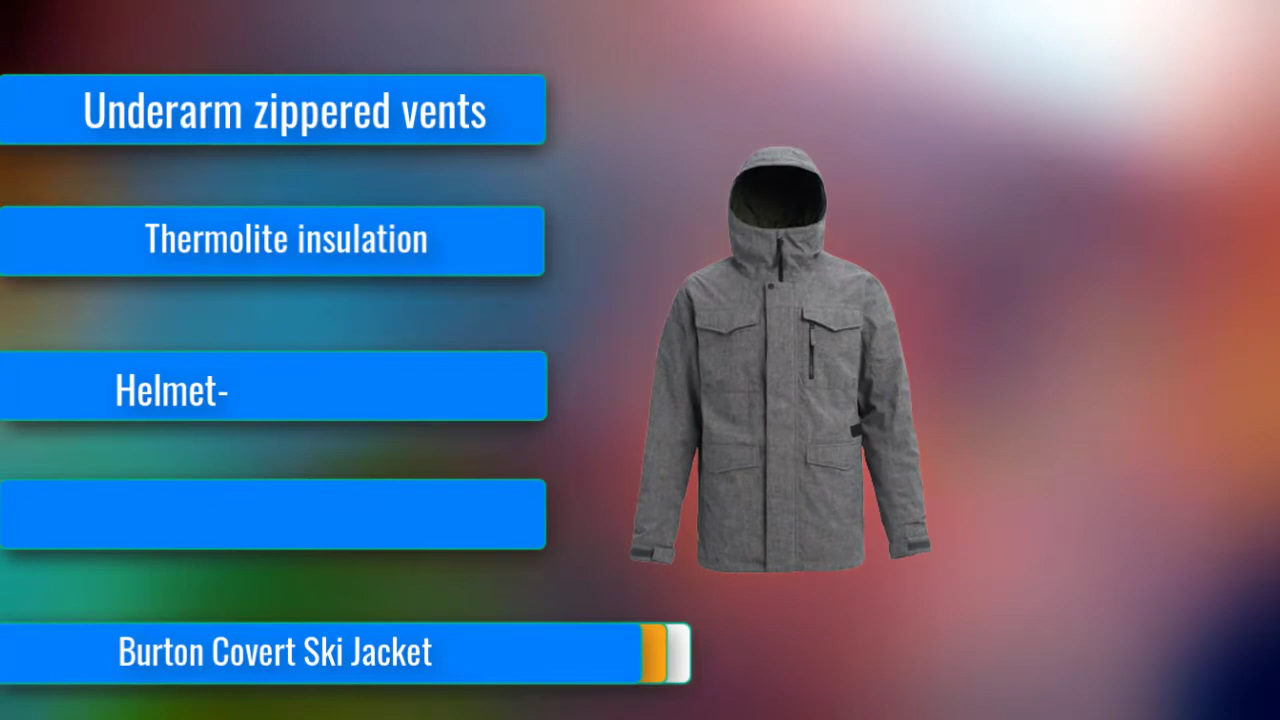 Underarm zippered vents
Thermolite insulation
Helmet-
Burton Covert Ski Jacket